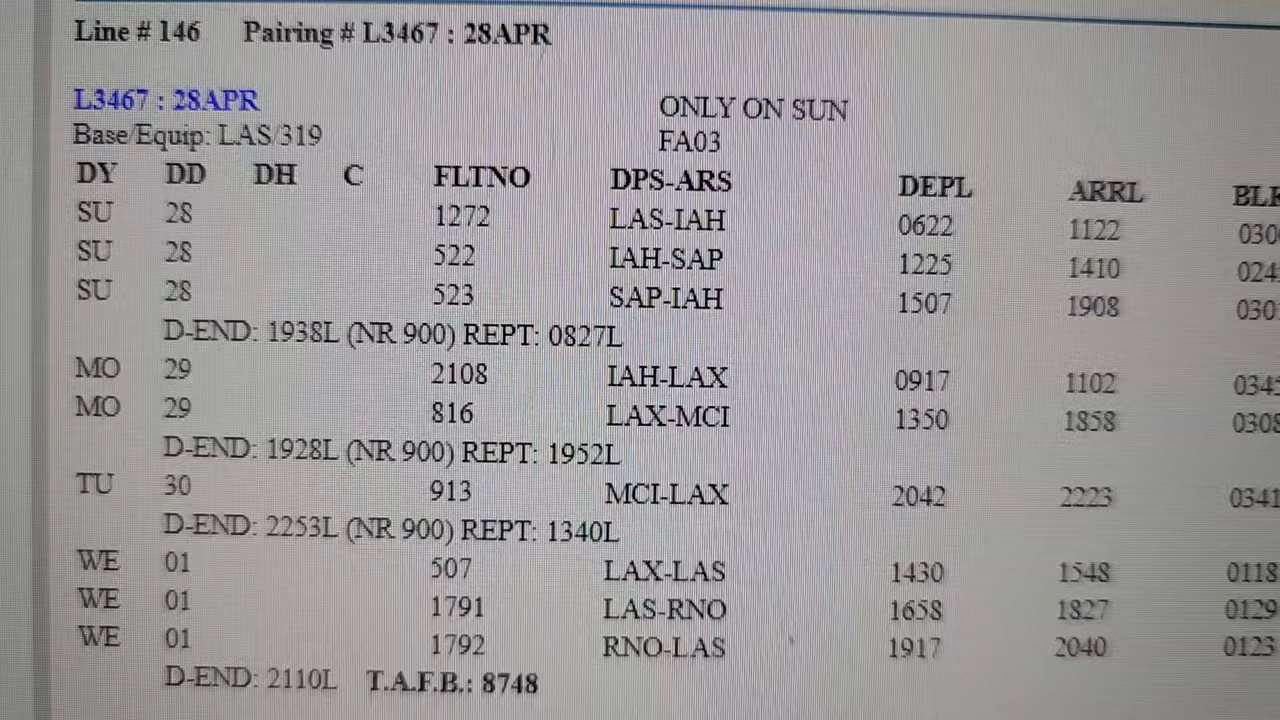 Line # 146 Pairing # L3467 : 28APR
L3467 : 28APR ONLY ON SUN
Base/Equip: LAS/319 FA03
DY DD DH C FLTNO DPS-ARS DEPL ARRL
SU 28 1272 LAS-IAH 0622 1122
SU 28 522 IAH-SAP 1225 1410
SU 28 523 SAP-IAH 1507 1908
D-END: 1938L (NR 900) REPT: 0827L
MO 29 2108 IAH-LAX 0917 1102
MO 29 816 LAX-MCI 1350 1858 0308
D-END: 1928L (NR 900) REPT: 1952L
TU 30 913 MCI-LAX 2042 2223 0341
D-END: 2253L (NR 900) REPT: 1340L
WE 01 507 LAX-LAS 1430 1548 0118
WE 01 1791 LAS-RNO 1658 1827 0129
WE 01 1792 RNO-LAS 1917 2040 0123
D-END: 2110L T.A.F.B.: 8748